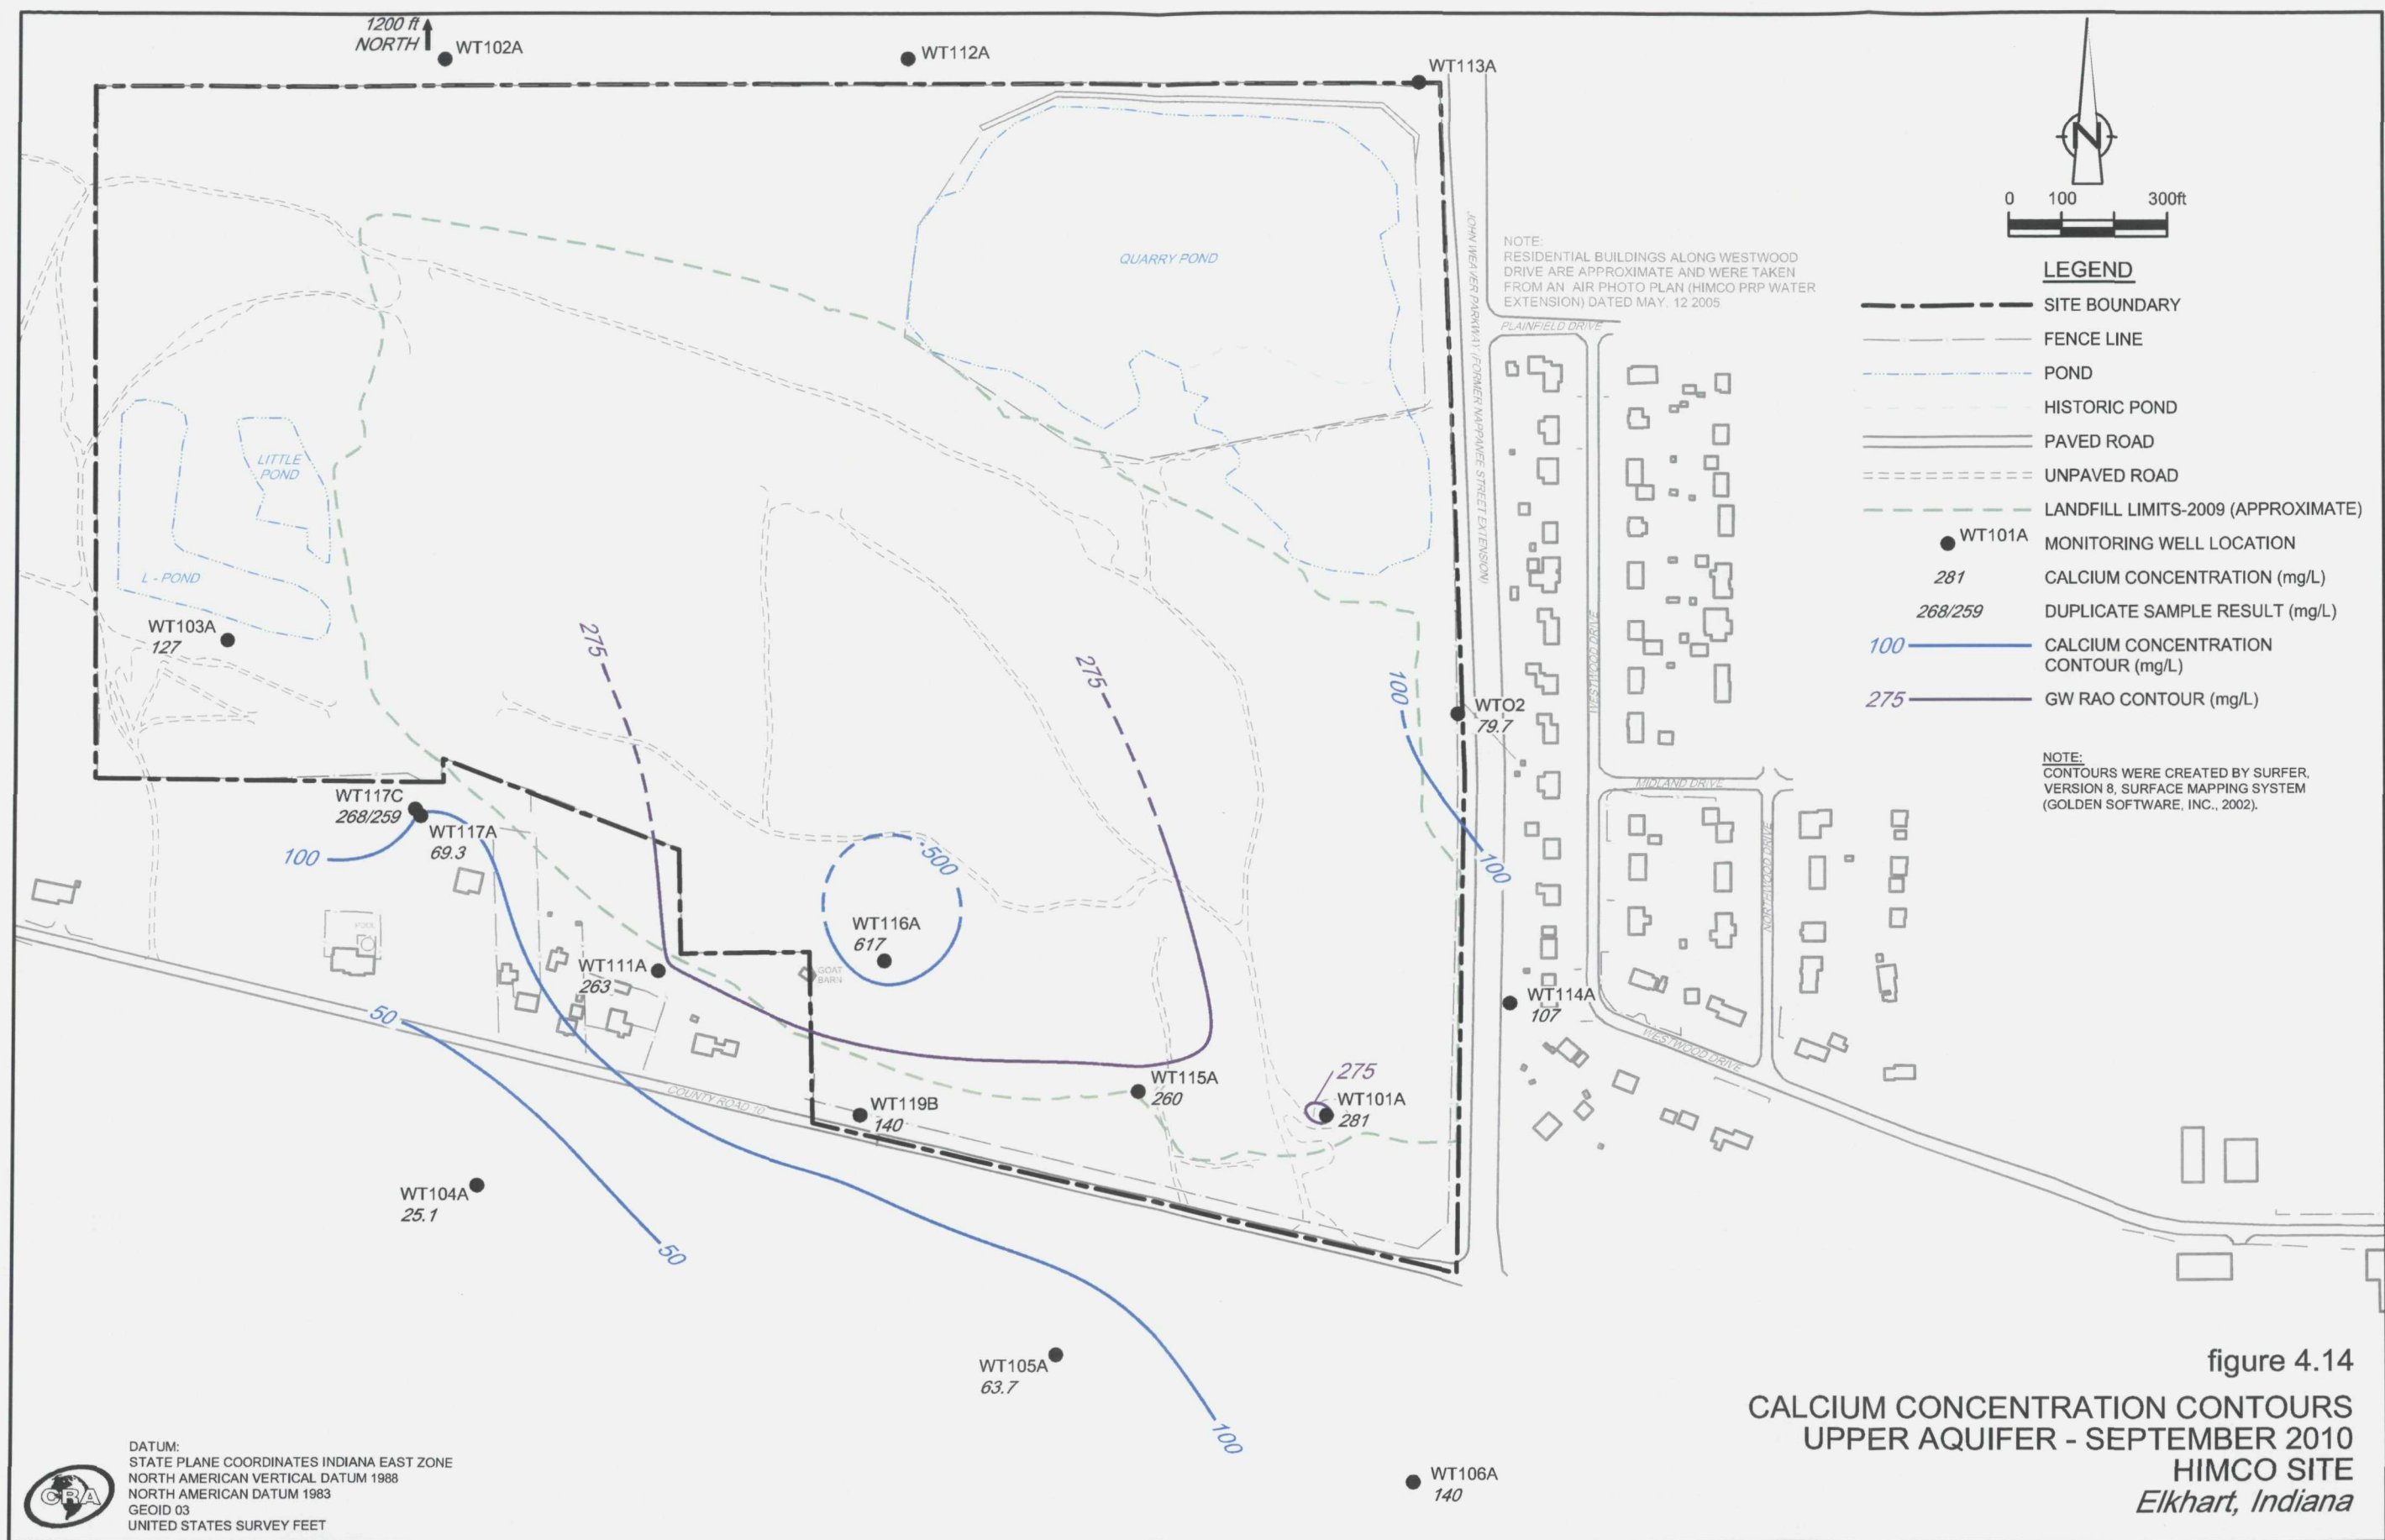 1200 ft
NORTH
WT102A
WT112A
WT113A
0 100 300ft
N
NOTE:
RESIDENTIAL BUILDINGS ALONG WESTWOOD
DRIVE ARE APPROXIMATE AND WERE TAKEN
FROM AN AIR PHOTO PLAN (HIMCO PRP WATER
EXTENSION) DATED MAY, 12 2005
LEGEND
SITE BOUNDARY
FENCE LINE
POND
HISTORIC POND
PAVED ROAD
UNPAVED ROAD
LANDFILL LIMITS-2009 (APPROXIMATE)
WT101A MONITORING WELL LOCATION
281 CALCIUM CONCENTRATION (mg/L)
268/259 DUPLICATE SAMPLE RESULT (mg/L)
100 CALCIUM CONCENTRATION
CONTOUR (mg/L)
275 GW RAO CONTOUR (mg/L)
NOTE:
CONTOURS WERE CREATED BY SURFER,
VERSION 8, SURFACE MAPPING SYSTEM
(GOLDEN SOFTWARE, INC., 2002).
QUARRY POND
JOHN WEAVER PARKWAY (FORMER NAPPANEE STREET EXTENSION)
PLAINFIELD DRIVE
LITTLE
POND
L - POND
WT103A
127
275
275
100
WTO2
79.7
WESTWOOD DRIVE
MIDLAND DRIVE
NORTHWOOD DRIVE
WT117C
268/259
WT117A
69.3
100
500
100
WT116A
617
GOAT
BARN
POOL
WT111A
263
WT114A
107
WESTWOOD DRIVE
50
275
WT115A
260
WT101A
281
WT119B
140
COUNTY ROAD 10
WT104A
25.1
50
WT105A
63.7
100
WT106A
140
figure 4.14
CALCIUM CONCENTRATION CONTOURS
UPPER AQUIFER - SEPTEMBER 2010
HIMCO SITE
Elkhart, Indiana
CRA
DATUM:
STATE PLANE COORDINATES INDIANA EAST ZONE
NORTH AMERICAN VERTICAL DATUM 1988
NORTH AMERICAN DATUM 1983
GEOID 03
UNITED STATES SURVEY FEET